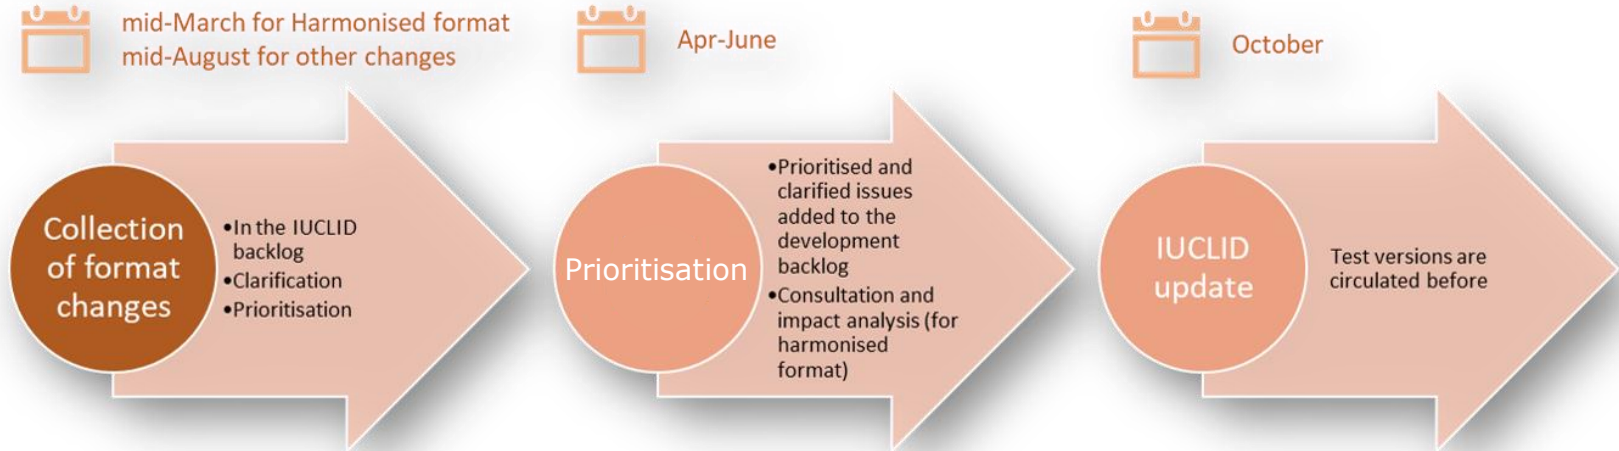 mid-March for Harmonised format
mid-August for other changes
Collection
of format
changes
•In the IUCLID
backlog
•Clarification
•Prioritisation
Apr-June
Prioritisation
•Prioritised and
clarified issues
added to the
development
backlog
•Consultation and
impact analysis (for
harmonised
format)
October
IUCLID
update
Test versions are
circulated before